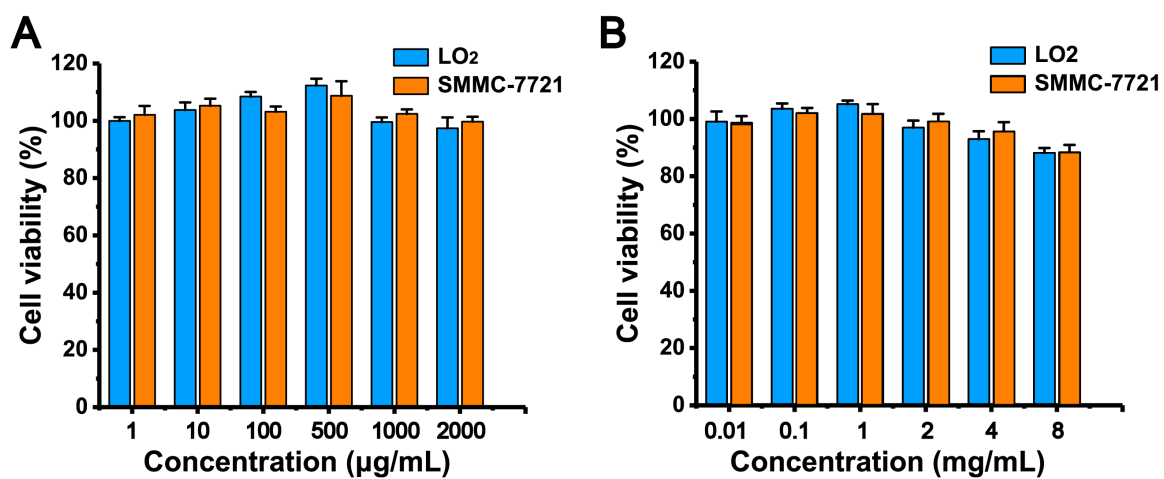 A
LO2
SMMC-7721
Cell viability (%)
120
100
80
60
40
20
0
1 10 100 500 1000 2000
Concentration (µg/mL)
B
LO2
SMMC-7721
Cell viability (%)
120
100
80
60
40
20
0
0.01 0.1 1 2 4 8
Concentration (mg/mL)